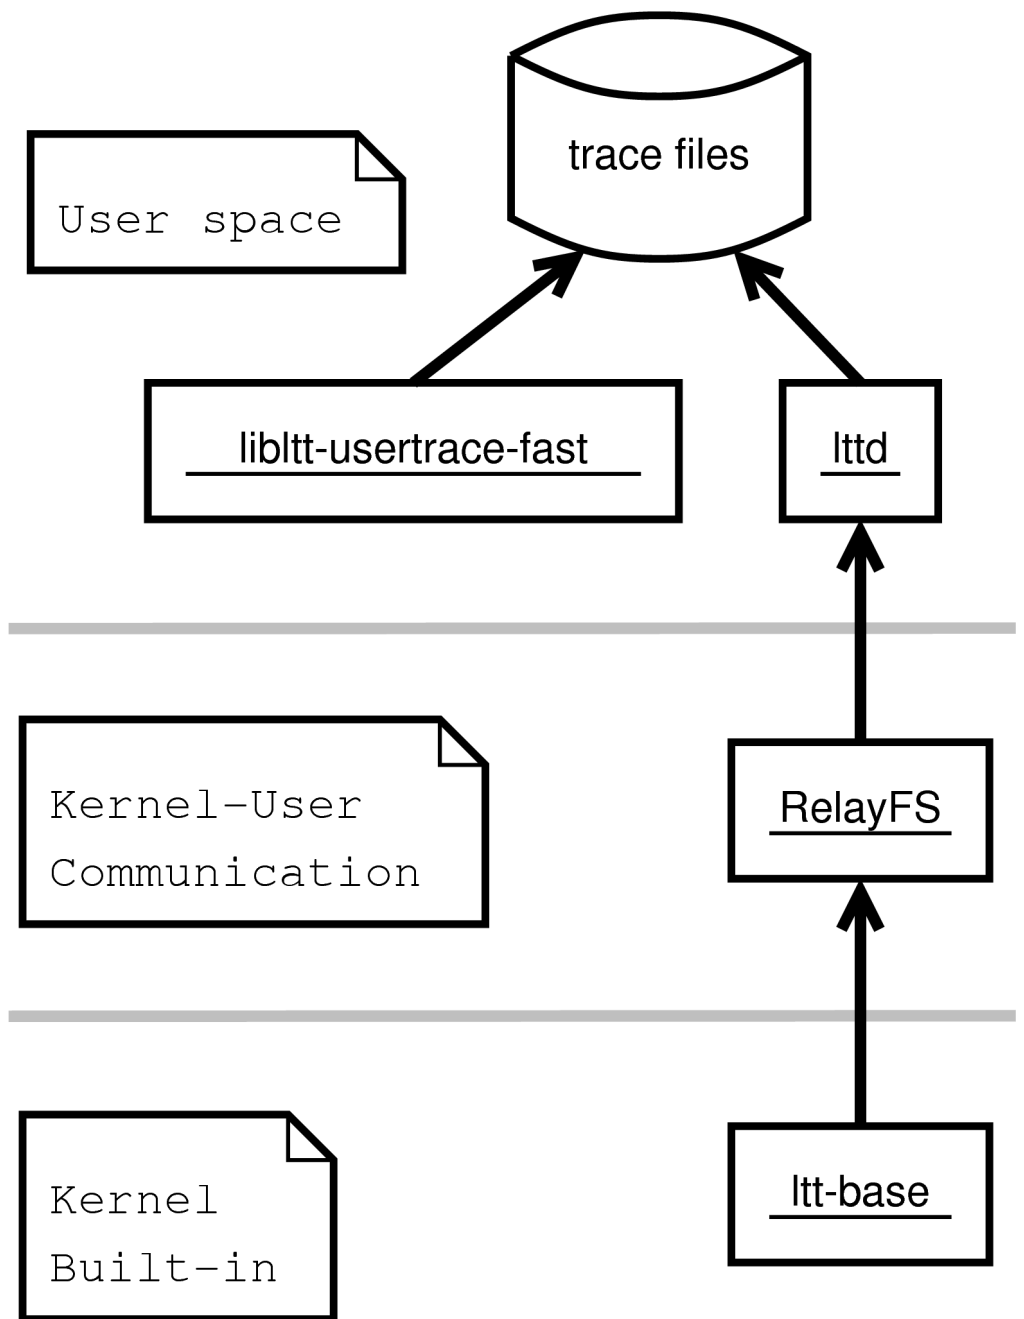 trace files
User space
libltt-usertrace-fast
lttd
Kernel-User
Communication
RelayFS
Kernel
Built-in
ltt-base